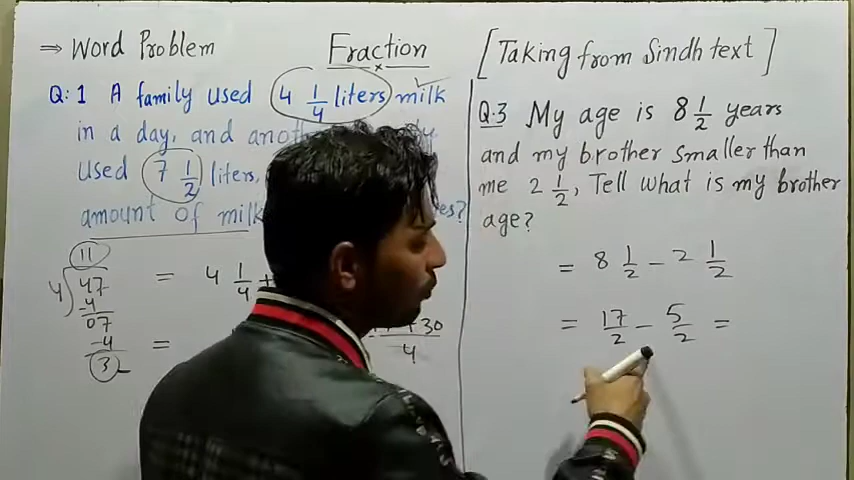 ⇒ Word Problem
Fraction
[Taking from Sindh text]
Q:1 A family used 4 1/4 liters milk
in a day, and
used 7 1/2 liters,
amount of milk
11
4 47
-4
07
-4
3
= 4 1/4 +
=
+30
4
Q.3 My age is 8 1/2 years
and my brother smaller than
me 2 1/2, Tell what is my brother
age?
= 8 1/2 - 2 1/2
= 17/2 - 5/2 =